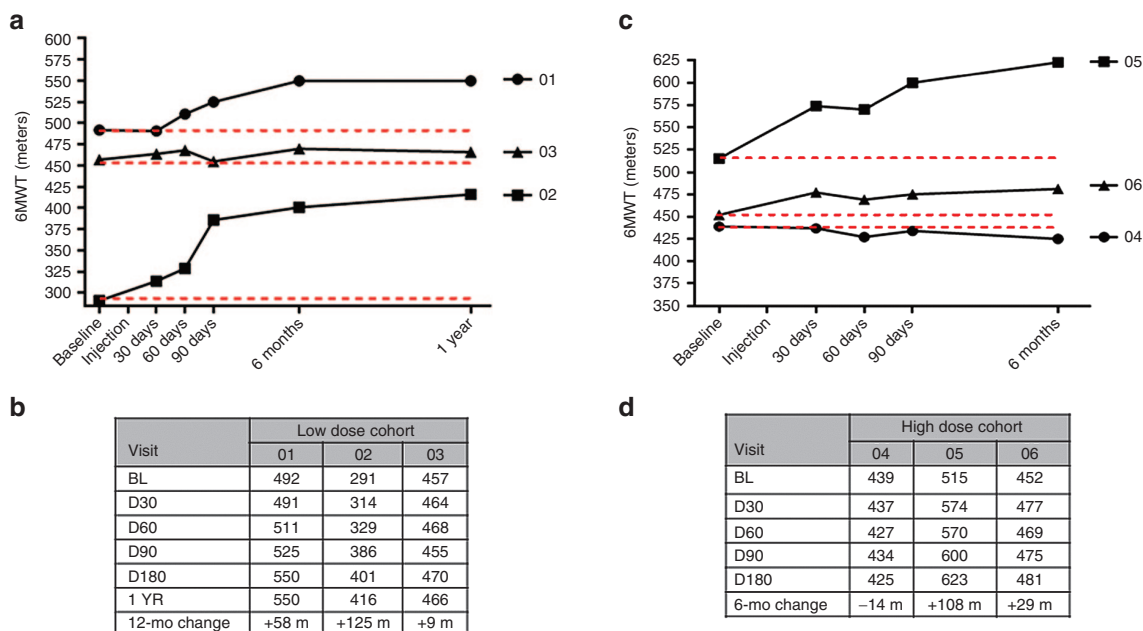 a
600
575
550
525
500
475
450
425
400
375
350
325
300
6MWT (meters)
Baseline
Injection
30 days
60 days
90 days
6 months
1 year
01
03
02
b
Visit Low dose cohort
01 02 03
BL 492 291 457
D30 491 314 464
D60 511 329 468
D90 525 386 455
D180 550 401 470
1 YR 550 416 466
12-mo change +58 m +125 m +9 m
c
625
600
575
550
525
500
475
450
425
400
375
350
6MWT (meters)
Baseline
Injection
30 days
60 days
90 days
6 months
05
06
04
d
Visit High dose cohort
04 05 06
BL 439 515 452
D30 437 574 477
D60 427 570 469
D90 434 600 475
D180 425 623 481
6-mo change −14 m +108 m +29 m